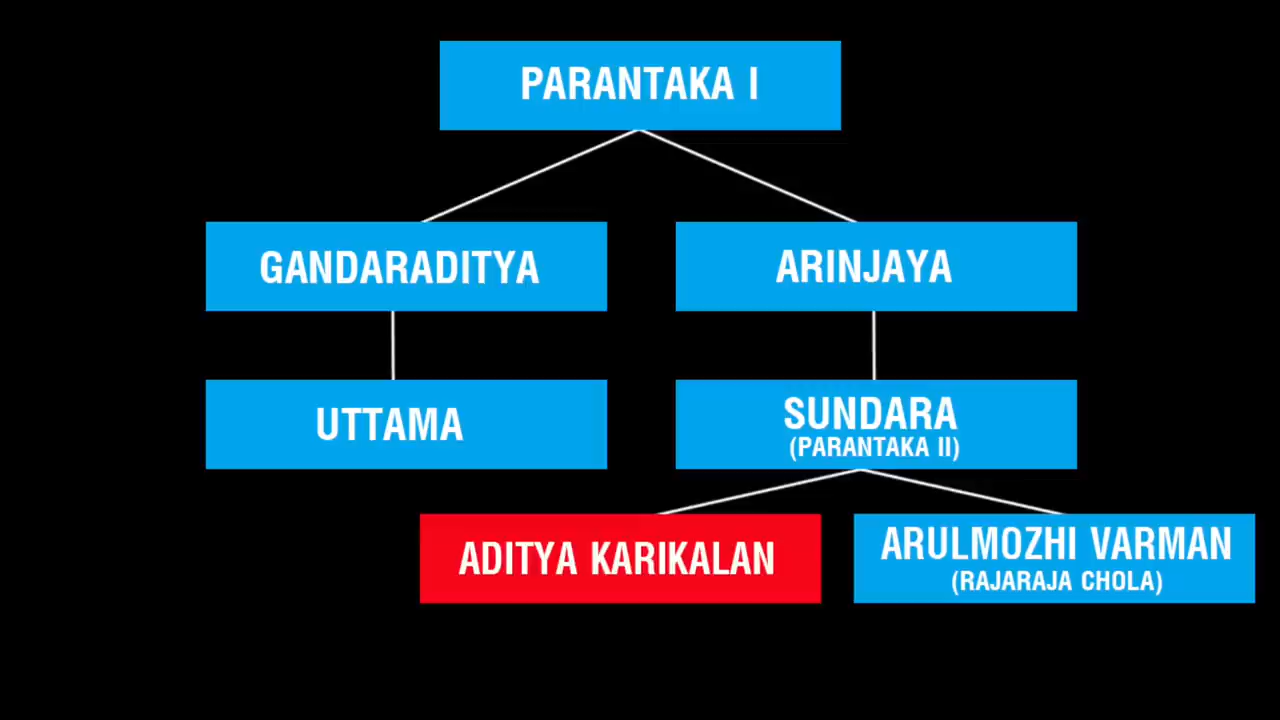 PARANTAKA I
GANDARADITYA
ARINJAYA
UTTAMA
SUNDARA
(PARANTAKA II)
ADITYA KARIKALAN
ARULMOZHI VARMAN
(RAJARAJA CHOLA)